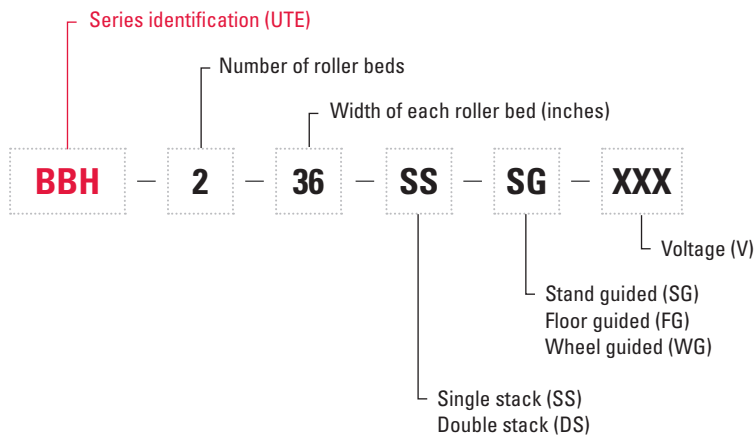 Series identification (UTE)
Number of roller beds
Width of each roller bed (inches)
BBH – 2 – 36 – SS – SG – XXX
Voltage (V)
Stand guided (SG)
Floor guided (FG)
Wheel guided (WG)
Single stack (SS)
Double stack (DS)